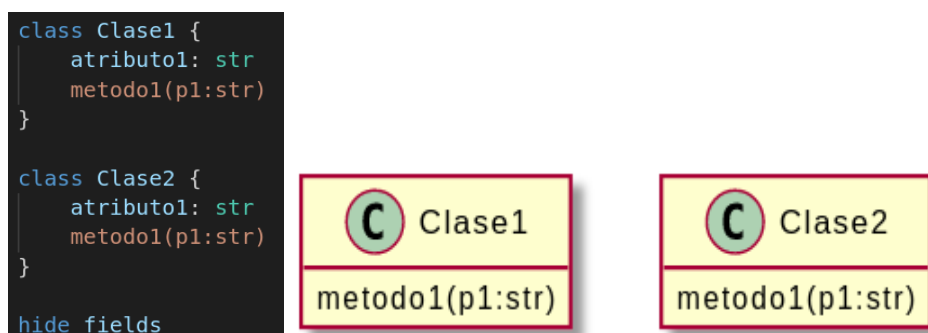 class Clase1 {
    atributo1: str
    metodo1(p1:str)
}
class Clase2 {
    atributo1: str
    metodo1(p1:str)
}
hide fields
C Clase1
metodo1(p1:str)
C Clase2
metodo1(p1:str)